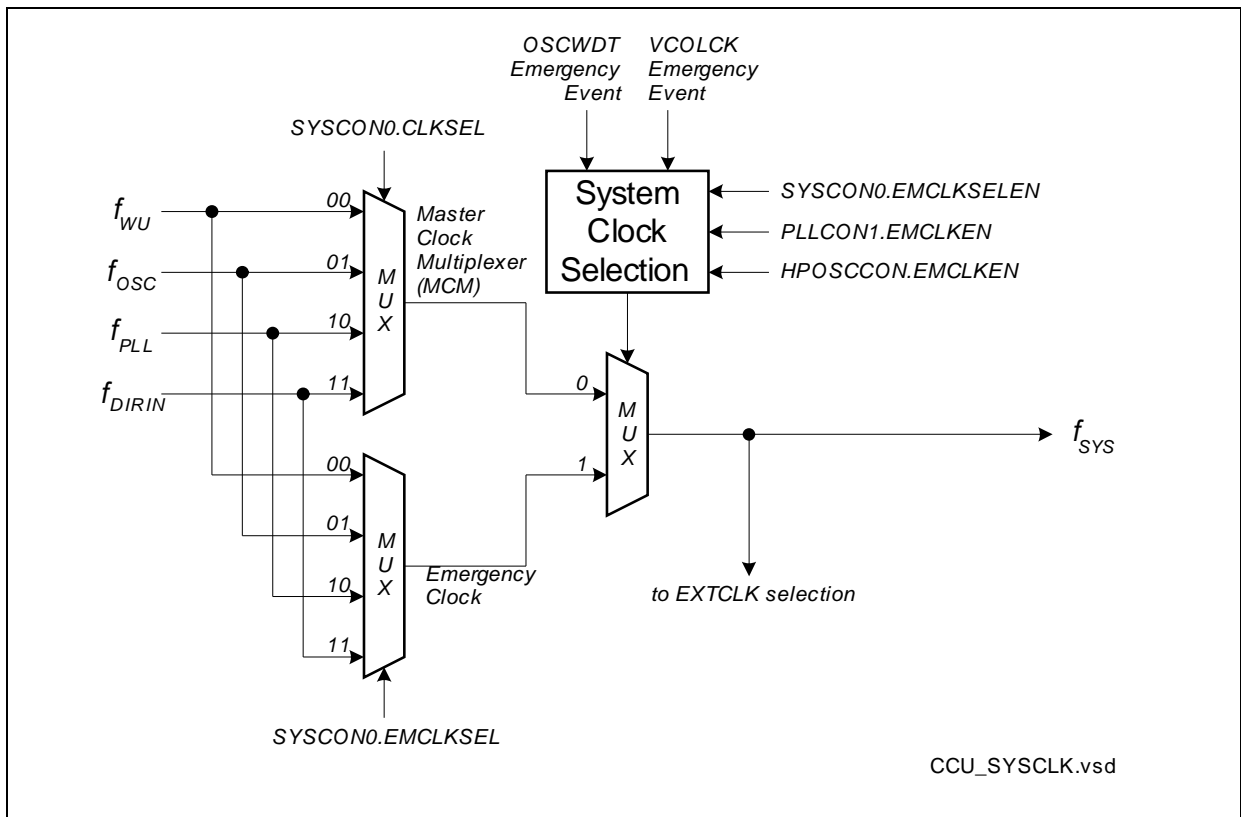 OSCWDT
Emergency
Event
VCOLCK
Emergency
Event
SYSCON0.CLKSEL
System
Clock
Selection
SYSCON0.EMCLKSELEN
PLLCON1.EMCLKEN
HPOSCCON.EMCLKEN
fWU
fOSC
fPLL
fDIRIN
00
01
10
11
M
U
X
Master
Clock
Multiplexer
(MCM)
0
1
M
U
X
fSYS
00
01
10
11
M
U
X
Emergency
Clock
to EXTCLK selection
SYSCON0.EMCLKSEL
CCU_SYSCLK.vsd